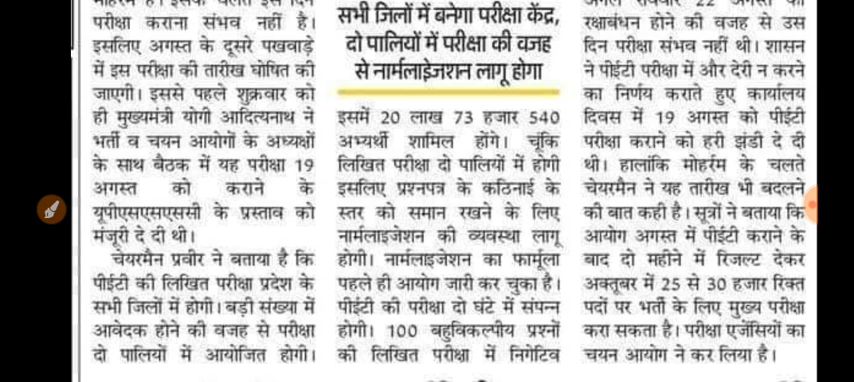 परीक्षा कराना संभव नहीं है।
इसलिए अगस्त के दूसरे पखवाड़े
में इस परीक्षा की तारीख घोषित की
जाएगी। इससे पहले शुक्रवार को
ही मुख्यमंत्री योगी आदित्यनाथ ने
भर्ती व चयन आयोगों के अध्यक्षों
के साथ बैठक में यह परीक्षा 19
अगस्त को कराने के
यूपीएसएसएससी के प्रस्ताव को
मंजूरी दे दी थी।
चेयरमैन प्रवीर ने बताया है कि
पीईटी की लिखित परीक्षा प्रदेश के
सभी जिलों में होगी। बड़ी संख्या में
आवेदक होने की वजह से परीक्षा
दो पालियों में आयोजित होगी।
सभी जिलों में बनेगा परीक्षा केंद्र,
दो पालियों में परीक्षा की वजह
से नार्मलाइजेशन लागू होगा
इसमें 20 लाख 73 हजार 540
अभ्यर्थी शामिल होंगे। चूंकि
लिखित परीक्षा दो पालियों में होगी
इसलिए प्रश्नपत्र के कठिनाई के
स्तर को समान रखने के लिए
नार्मलाइजेशन की व्यवस्था लागू
होगी। नार्मलाइजेशन का फार्मूला
पहले ही आयोग जारी कर चुका है।
पीईटी की परीक्षा दो घंटे में संपन्न
होगी। 100 बहुविकल्पीय प्रश्नों
की लिखित परीक्षा में निगेटिव
रक्षाबंधन होने की वजह से उस
दिन परीक्षा संभव नहीं थी। शासन
ने पीईटी परीक्षा में और देरी न करने
का निर्णय कराते हुए कार्यालय
दिवस में 19 अगस्त को पीईटी
परीक्षा कराने को हरी झंडी दे दी
थी। हालांकि मोहर्रम के चलते
चेयरमैन ने यह तारीख भी बदलने
की बात कही है। सूत्रों ने बताया कि
आयोग अगस्त में पीईटी कराने के
बाद दो महीने में रिजल्ट देकर
अक्तूबर में 25 से 30 हजार रिक्त
पदों पर भर्ती के लिए मुख्य परीक्षा
करा सकता है। परीक्षा एजेंसियों का
चयन आयोग ने कर लिया है।